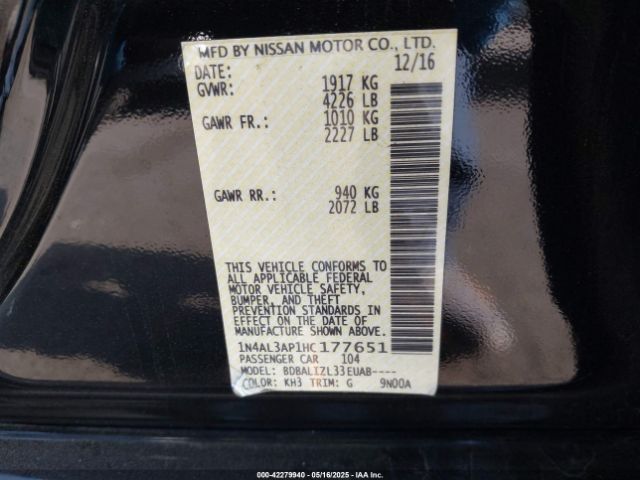 MFD BY NISSAN MOTOR CO., LTD.
DATE: 12/16
GVWR: 1917 KG
4226 LB
GAWR FR.: 1010 KG
2227 LB
GAWR RR.: 940 KG
2072 LB
THIS VEHICLE CONFORMS TO
ALL APPLICABLE FEDERAL
MOTOR VEHICLE SAFETY,
BUMPER, AND THEFT
PREVENTION STANDARDS IN
EFFECT ON THE DATE OF
MANUFACTURE SHOWN ABOVE.
1N4AL3AP1HC177651
PASSENGER CAR 104
MODEL: BDBALIZL33EUAB----
COLOR: KH3 TRIM: G 9N00A
000-42279940 - 05/16/2025 - IAA Inc.